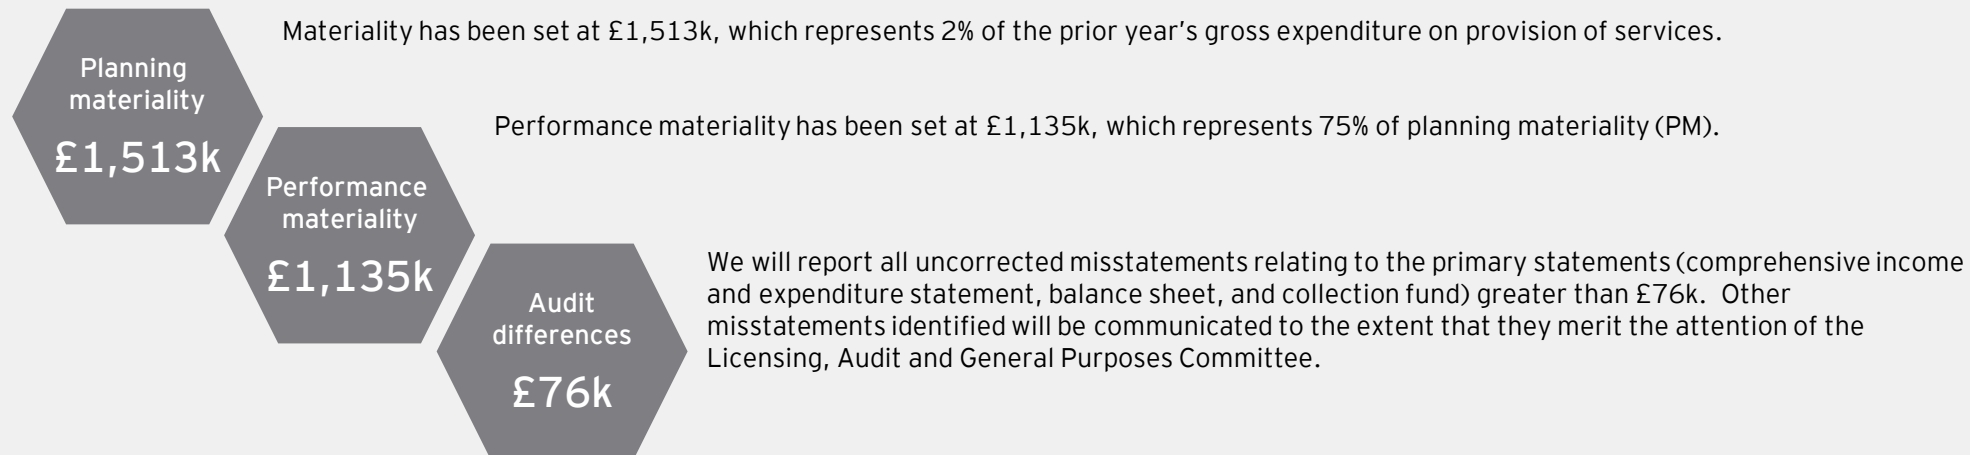 Planning
materiality
£1,513k
Materiality has been set at £1,513k, which represents 2% of the prior year’s gross expenditure on provision of services.
Performance
materiality
£1,135k
Performance materiality has been set at £1,135k, which represents 75% of planning materiality (PM).
Audit
differences
£76k
We will report all uncorrected misstatements relating to the primary statements (comprehensive income
and expenditure statement, balance sheet, and collection fund) greater than £76k.  Other
misstatements identified will be communicated to the extent that they merit the attention of the
Licensing, Audit and General Purposes Committee.